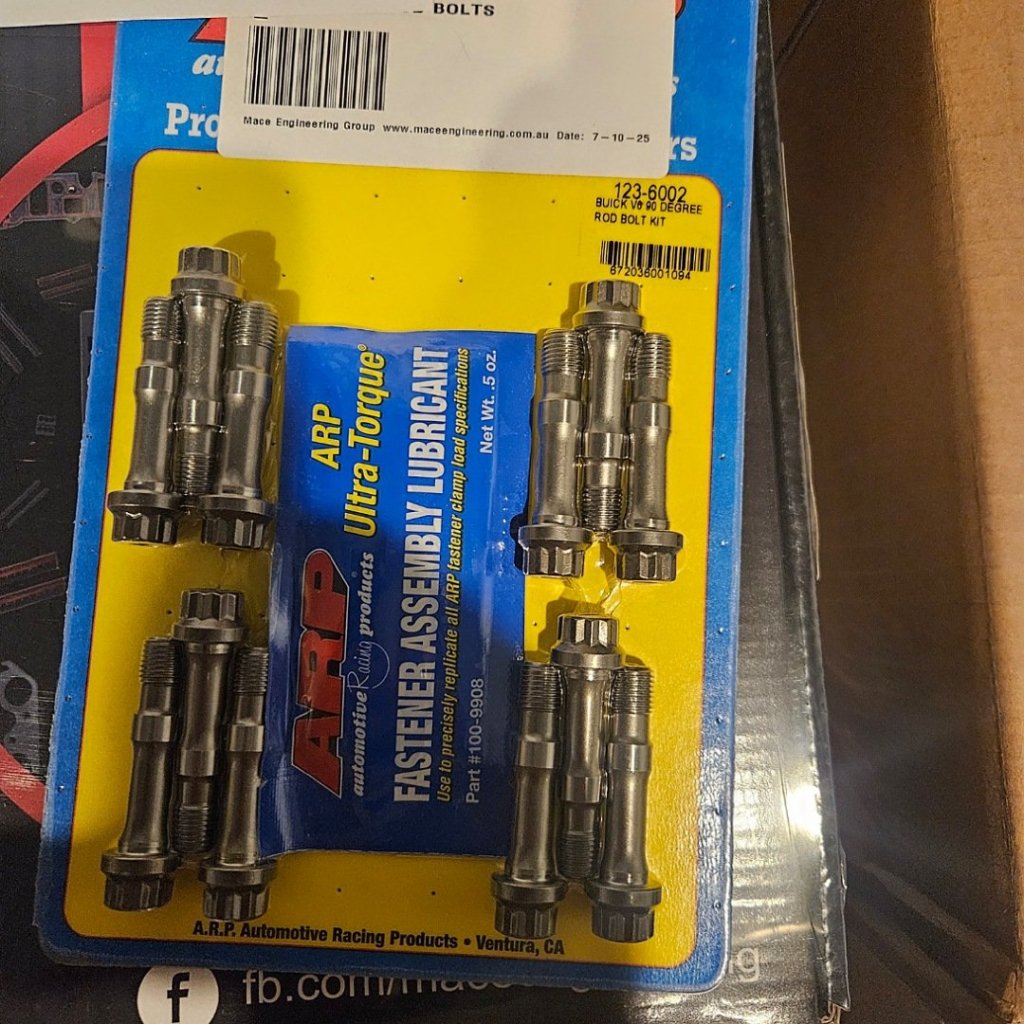 BOLTS
Mace Engineering Group www.maceengineering.com.au Date: 7-10-25
123-6002
BUICK V6 90 DEGREE
ROD BOLT KIT
672036001094
ARP
Ultra-Torque®
FASTENER ASSEMBLY LUBRICANT
Use to precisely replicate all ARP fastener clamp load specifications
Net Wt. .5 oz.
ARP
automotive Racing products
Part #100-9908
A.R.P. Automotive Racing Products • Ventura, CA
f
fb.com/